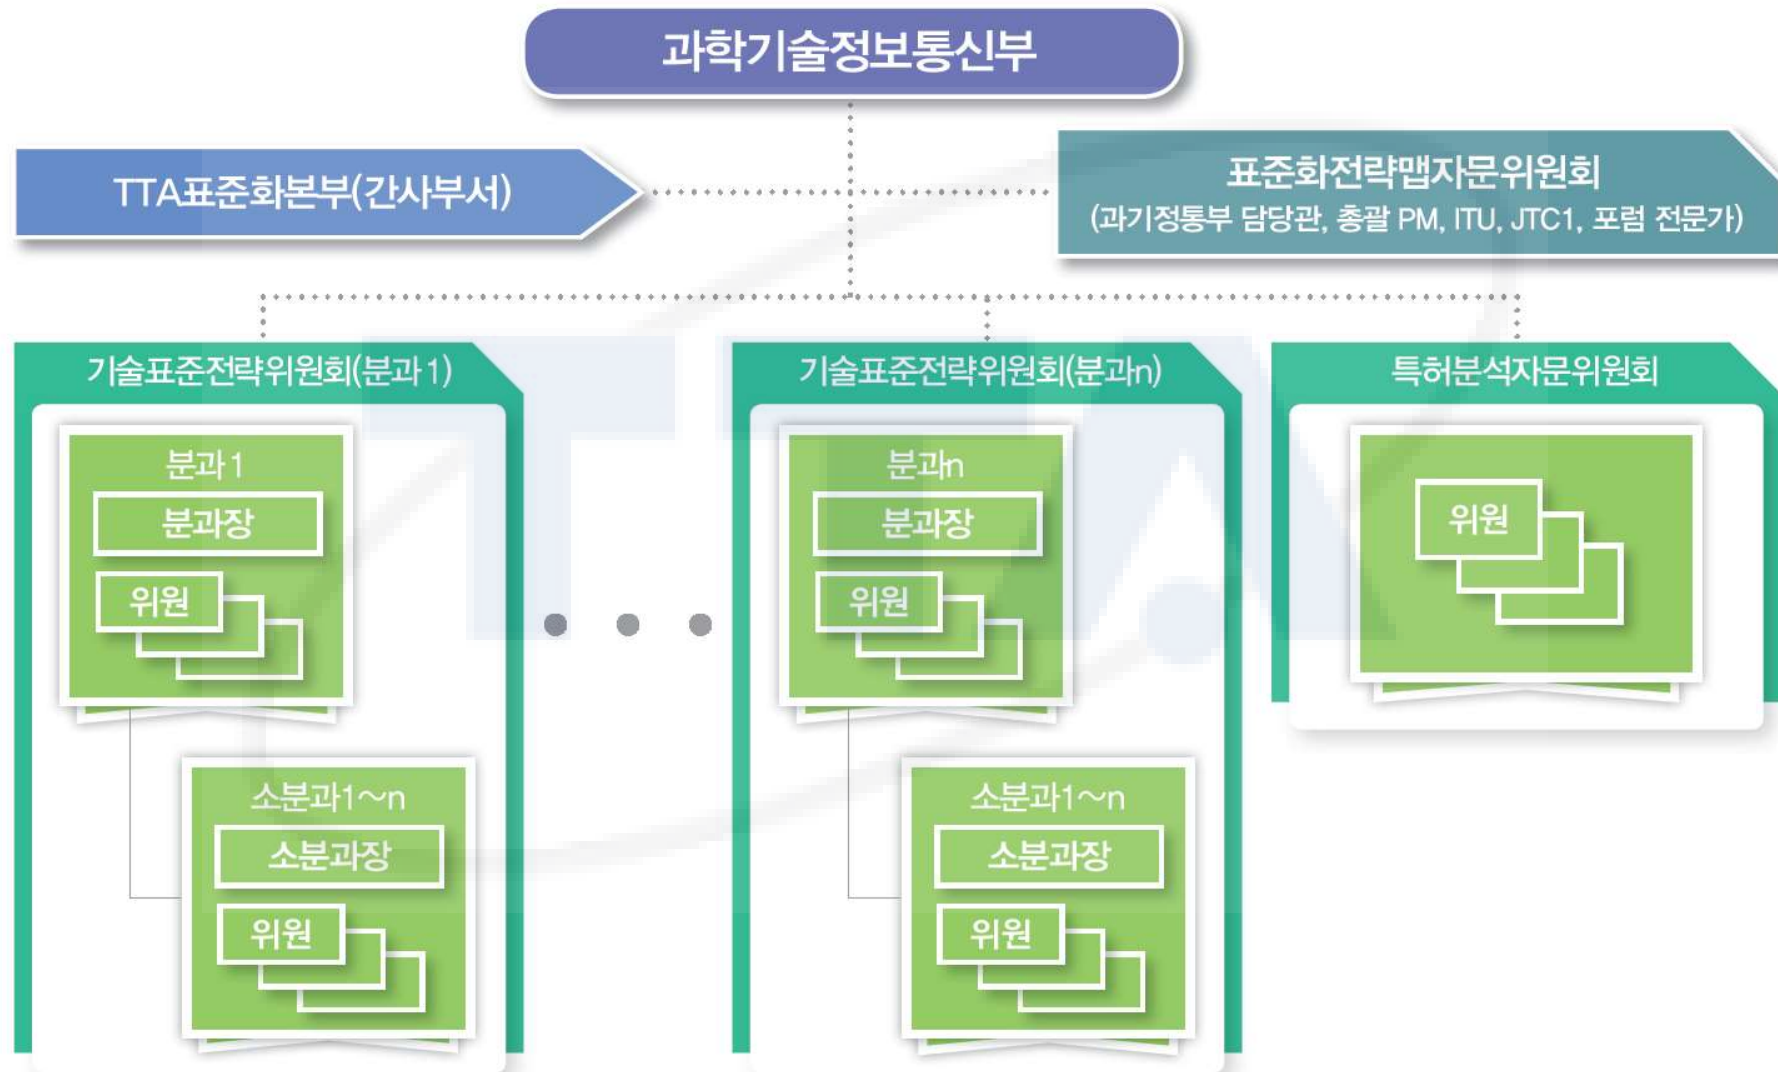 과학기술정보통신부
TTA표준화본부(간사부서)
표준화전략맵자문위원회
(과기정통부 담당관, 총괄 PM, ITU, JTC1, 포럼 전문가)
기술표준전략위원회(분과1)
분과1
분과장
위원
소분과1~n
소분과장
위원
기술표준전략위원회(분과n)
분과n
분과장
위원
소분과1~n
소분과장
위원
특허분석자문위원회
위원
TTA